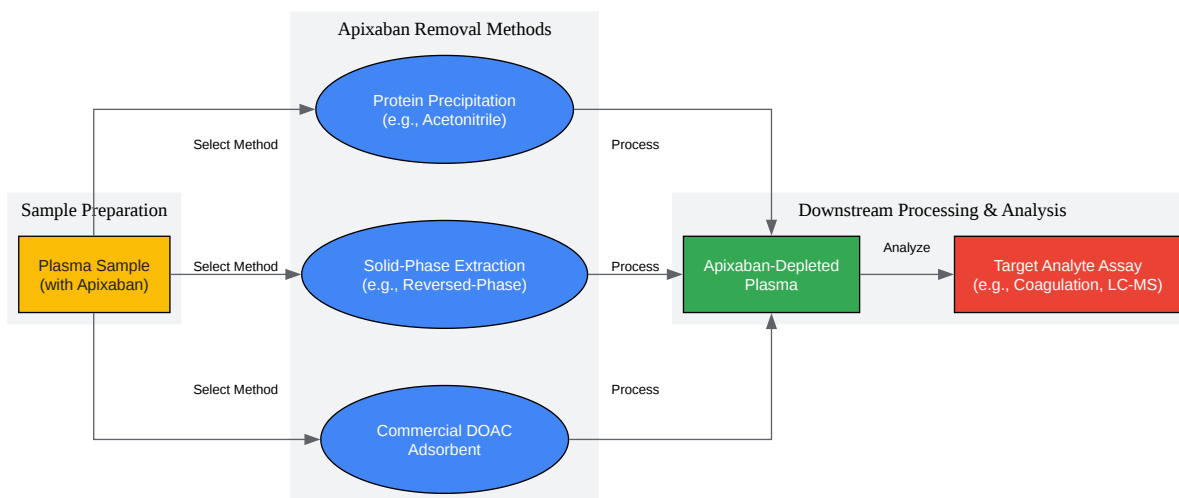 Apixaban Removal Methods
Protein Precipitation
(e.g., Acetonitrile)
Select Method
Process
Sample Preparation
Downstream Processing & Analysis
Plasma Sample
(with Apixaban)
Select Method
Solid-Phase Extraction
(e.g., Reversed-Phase)
Process
Apixaban-Depleted
Plasma
Analyze
Target Analyte Assay
(e.g., Coagulation, LC-MS)
Select Method
Process
Commercial DOAC
Adsorbent